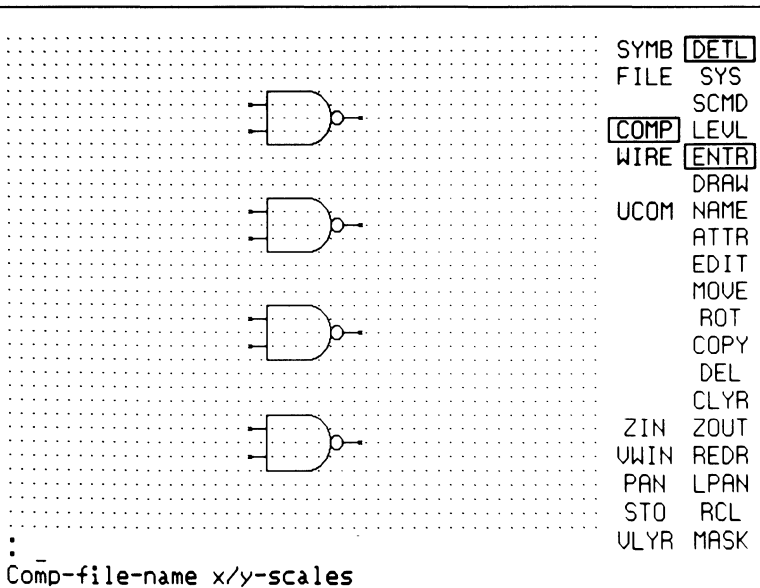 SYMB DETL
FILE SYS
SCMD
COMP LEVL
WIRE ENTR
DRAW
UCOM NAME
ATTR
EDIT
MOVE
ROT
COPY
DEL
CLYR
ZIN ZOUT
VWIN REDR
PAN LPAN
STO RCL
VLYR MASK
: _
Comp-file-name x/y-scales